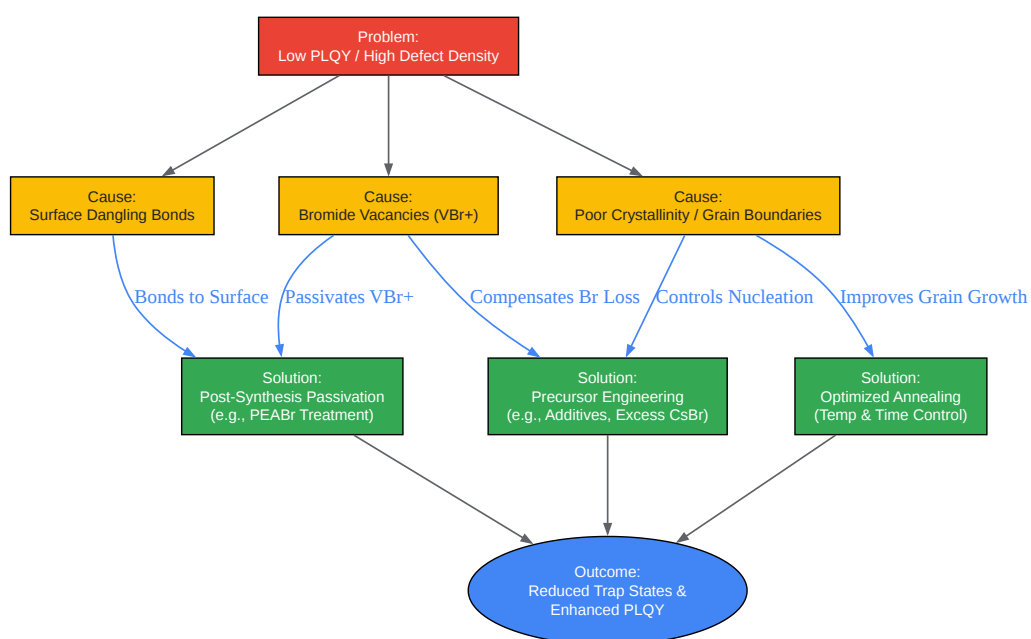 Problem:
Low PLQY / High Defect Density
Cause:
Surface Dangling Bonds
Cause:
Bromide Vacancies (VBr+)
Cause:
Poor Crystallinity / Grain Boundaries
Bonds to Surface
Passivates VBr+
Compensates Br Loss
Controls Nucleation
Improves Grain Growth
Solution:
Post-Synthesis Passivation
(e.g., PEABr Treatment)
Solution:
Precursor Engineering
(e.g., Additives, Excess CsBr)
Solution:
Optimized Annealing
(Temp & Time Control)
Outcome:
Reduced Trap States &
Enhanced PLQY